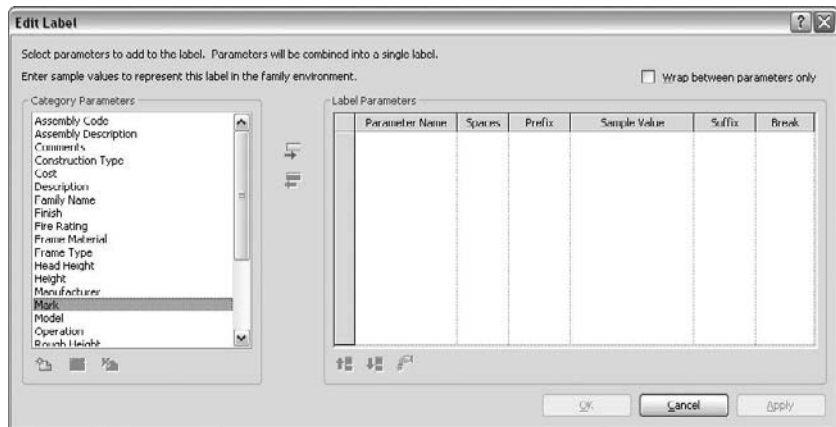 Edit Label
Select parameters to add to the label. Parameters will be combined into a single label.
Enter sample values to represent this label in the family environment.
Wrap between parameters only
Category Parameters
Assembly Code
Assembly Description
Comments
Construction Type
Cost
Description
Family Name
Finish
Fire Rating
Frame Material
Frame Type
Head Height
Height
Manufacturer
Mark
Model
Operation
Rough Height
Label Parameters
Parameter Name Spaces Prefix Sample Value Suffix Break
OK Cancel Apply